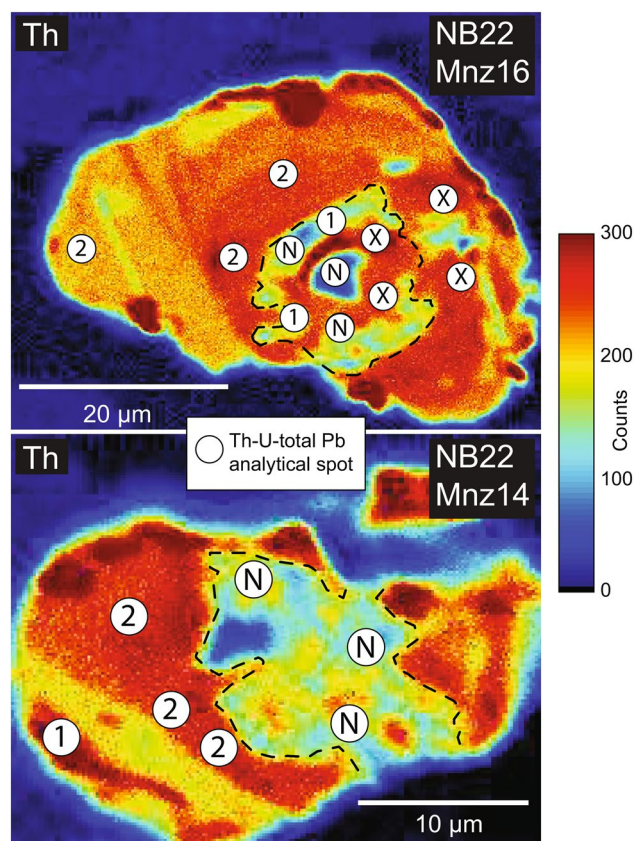 Th
NB22
Mnz16
2
X
1
2
2
N
X
N
X
X
1
N
20 µm
300
200
100
0
Counts
Th-U-total Pb
analytical spot
Th
NB22
Mnz14
N
2
N
2
N
1
2
10 µm